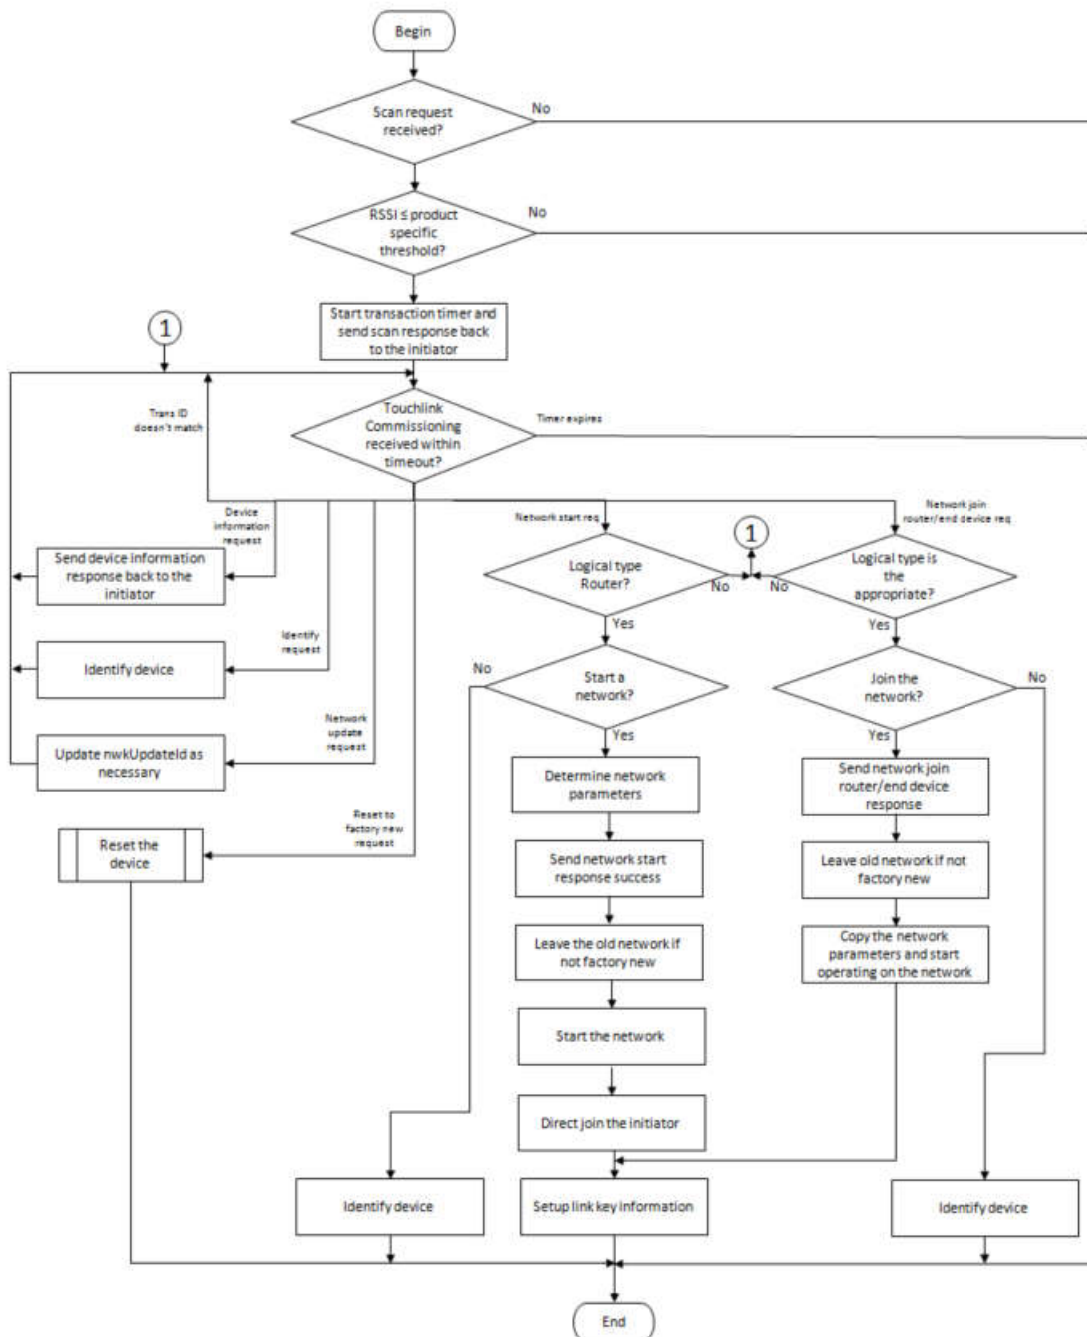 Begin
Scan request
received?
No
RSSI ≤ product
specific
threshold?
No
Start transaction timer and
send scan response back
to the initiator
1
Trans ID
doesn't match
Touchlink
Commissioning
received within
timeout?
Timer expires
Device
information
request
Network start req
1
Network join
router/end device req
Send device information
response back to the
initiator
Logical type
Router?
No
No
Logical type is
the
appropriate?
Yes
Yes
Identify
request
Identify device
No
Start a
network?
Join the
network?
No
Network
update
request
Yes
Yes
Update nwkUpdateId as
necessary
Determine network
parameters
Send network join
router/end device
response
Reset to
factory new
request
Reset the
device
Send network start
response success
Leave old network if
not factory new
Leave the old network if
not factory new
Copy the network
parameters and start
operating on the network
Start the network
Direct join the initiator
Identify device
Setup link key information
Identify device
End